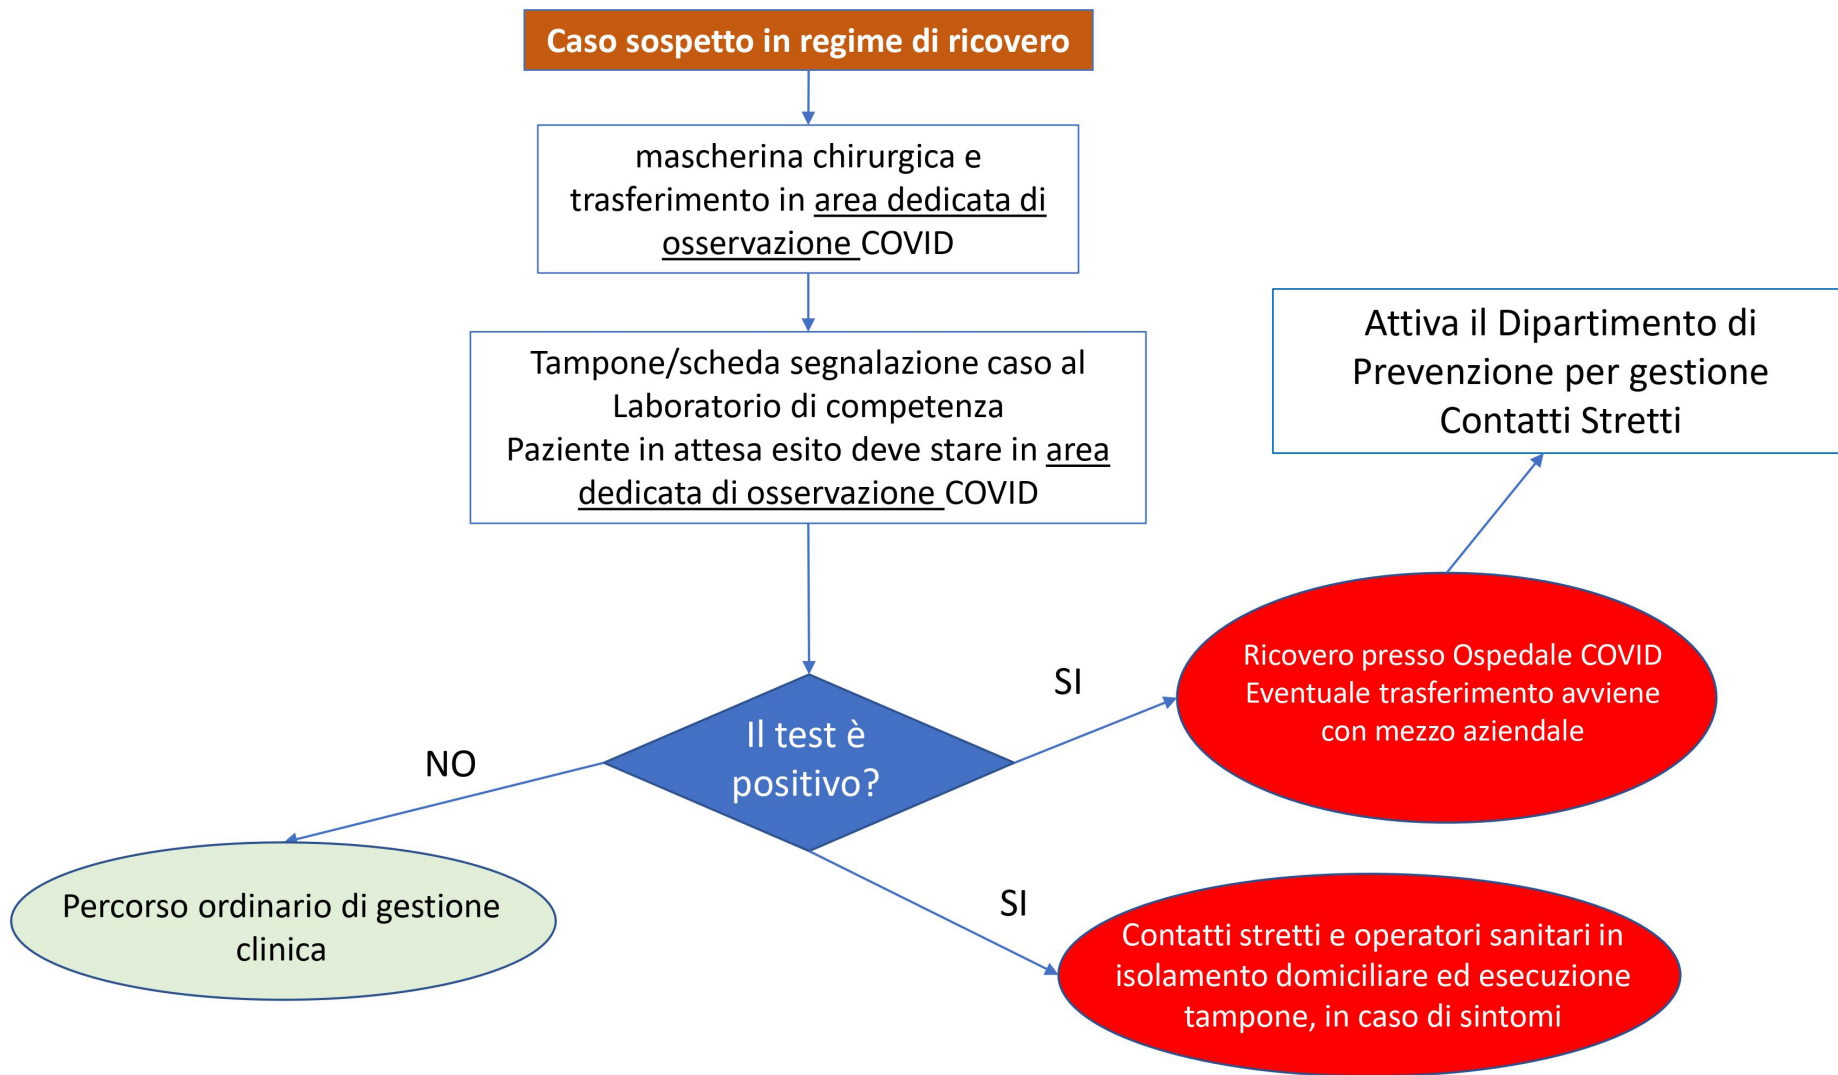 Caso sospetto in regime di ricovero
mascherina chirurgica e
trasferimento in area dedicata di
osservazione COVID
Tampone/scheda segnalazione caso al
Laboratorio di competenza
Paziente in attesa esito deve stare in area
dedicata di osservazione COVID
Attiva il Dipartimento di
Prevenzione per gestione
Contatti Stretti
Il test è
positivo?
SI
Ricovero presso Ospedale COVID
Eventuale trasferimento avviene
con mezzo aziendale
NO
Percorso ordinario di gestione
clinica
SI
Contatti stretti e operatori sanitari in
isolamento domiciliare ed esecuzione
tampone, in caso di sintomi